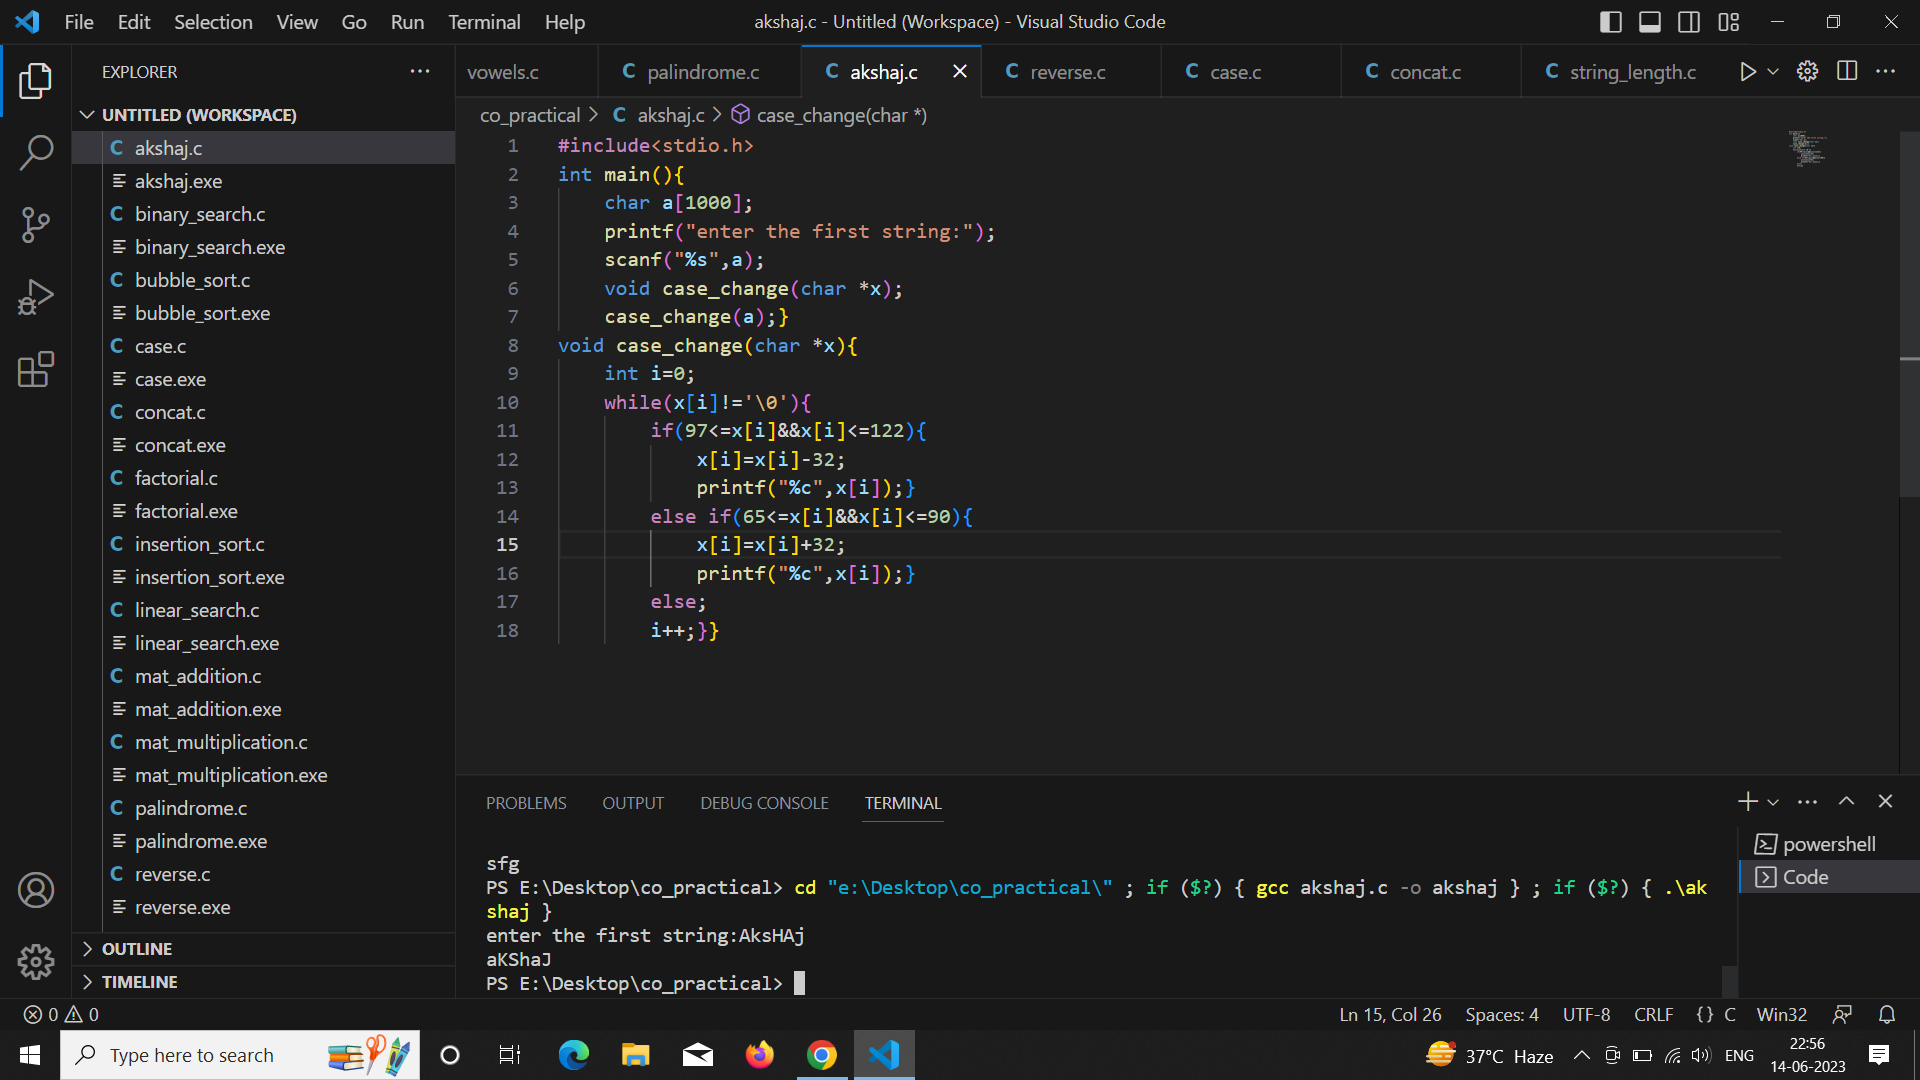 File Edit Selection View Go Run Terminal Help
akshaj.c - Untitled (Workspace) - Visual Studio Code
EXPLORER
UNTITLED (WORKSPACE)
C akshaj.c
akshaj.exe
C binary_search.c
binary_search.exe
C bubble_sort.c
bubble_sort.exe
C case.c
case.exe
C concat.c
concat.exe
C factorial.c
factorial.exe
C insertion_sort.c
insertion_sort.exe
C linear_search.c
linear_search.exe
C mat_addition.c
mat_addition.exe
C mat_multiplication.c
mat_multiplication.exe
C palindrome.c
palindrome.exe
C reverse.c
reverse.exe
OUTLINE
TIMELINE
vowels.c C palindrome.c C akshaj.c C reverse.c C case.c C concat.c C string_length.c
co_practical > C akshaj.c > case_change(char *)
1 #include<stdio.h>
2 int main(){
3 char a[1000];
4 printf("enter the first string:");
5 scanf("%s",a);
6 void case_change(char *x);
7 case_change(a);}
8 void case_change(char *x){
9 int i=0;
10 while(x[i]!='\0'){
11 if(97<=x[i]&&x[i]<=122){
12 x[i]=x[i]-32;
13 printf("%c",x[i]);}
14 else if(65<=x[i]&&x[i]<=90){
15 x[i]=x[i]+32;
16 printf("%c",x[i]);}
17 else;
18 i++;}}
PROBLEMS OUTPUT DEBUG CONSOLE TERMINAL
sfg
PS E:\Desktop\co_practical> cd "e:\Desktop\co_practical\" ; if ($?) { gcc akshaj.c -o akshaj } ; if ($?) { .\ak
shaj }
enter the first string:AksHAj
aKShaJ
PS E:\Desktop\co_practical>
powershell
Code
0 0
Ln 15, Col 26 Spaces: 4 UTF-8 CRLF {} C Win32
Type here to search
37°C Haze
ENG
22:56
14-06-2023